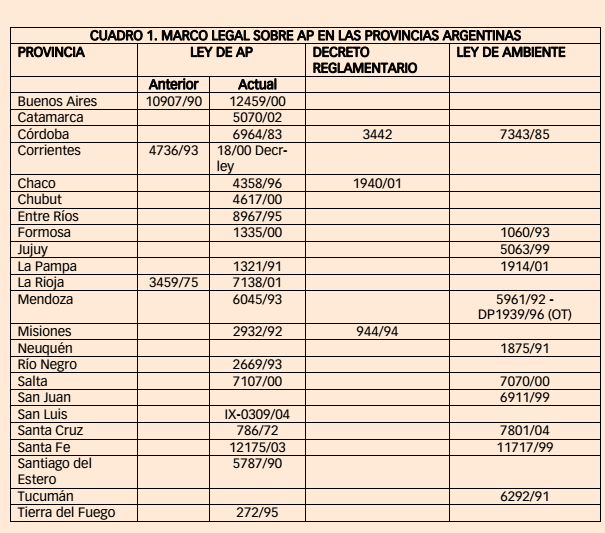 CUADRO 1. MARCO LEGAL SOBRE AP EN LAS PROVINCIAS ARGENTINAS
PROVINCIA LEY DE AP DECRETO REGLAMENTARIO LEY DE AMBIENTE
Anterior Actual
Buenos Aires 10907/90 12459/00
Catamarca 5070/02
Córdoba 6964/83 3442 7343/85
Corrientes 4736/93 18/00 Decr-
ley
Chaco 4358/96 1940/01
Chubut 4617/00
Entre Ríos 8967/95
Formosa 1335/00 1060/93
Jujuy 5063/99
La Pampa 1321/91 1914/01
La Rioja 3459/75 7138/01
Mendoza 6045/93 5961/92 -
DP1939/96 (OT)
Misiones 2932/92 944/94
Neuquén 1875/91
Río Negro 2669/93
Salta 7107/00 7070/00
San Juan 6911/99
San Luis IX-0309/04
Santa Cruz 786/72 7801/04
Santa Fe 12175/03 11717/99
Santiago del 5787/90
Estero
Tucumán 6292/91
Tierra del Fuego 272/95